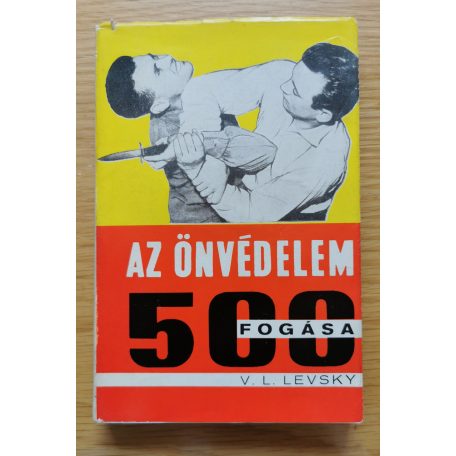 AZ ÖNVÉDELEM
500
FOGÁSA
V. L. LEVSKY